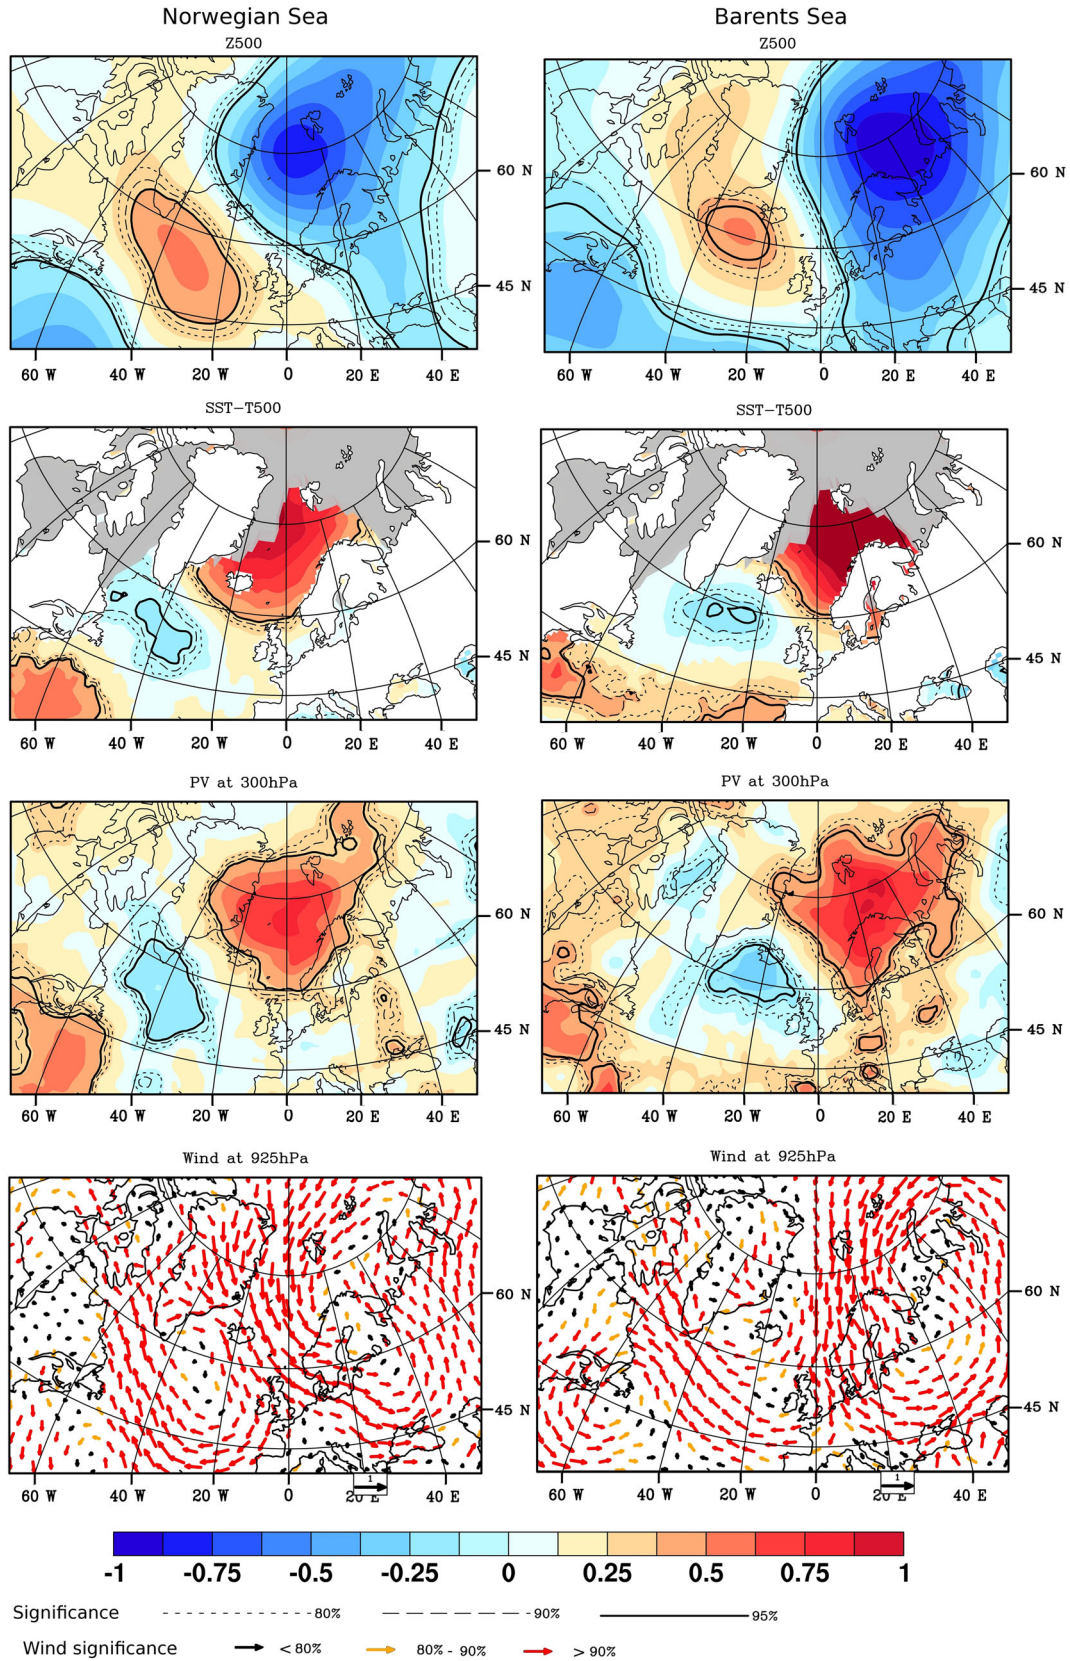 Norwegian Sea
Barents Sea
Z500
Z500
60 N
60 N
45 N
45 N
60 W 40 W 20 W 0 20 E 40 E
60 W 40 W 20 W 0 20 E 40 E
SST-T500
SST-T500
60 N
60 N
45 N
45 N
60 W 40 W 20 W 0 20 E 40 E
60 W 40 W 20 W 0 20 E 40 E
PV at 300hPa
PV at 300hPa
60 N
60 N
45 N
45 N
60 W 40 W 20 W 0 20 E 40 E
60 W 40 W 20 W 0 20 E 40 E
Wind at 925hPa
Wind at 925hPa
60 N
60 N
45 N
45 N
1
1
60 W 40 W 20 W 0 20 E 40 E
60 W 40 W 20 W 0 20 E 40 E
-1 -0.75 -0.5 -0.25 0 0.25 0.5 0.75 1
Significance 80% 90% 95%
Wind significance < 80% 80% - 90% > 90%